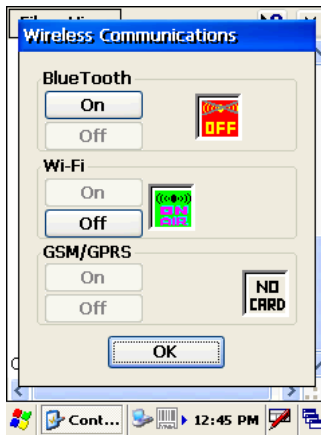 Wireless Communications
BlueTooth
On
OFF
Off
Wi-Fi
On
ON AIR
Off
GSM/GPRS
On
NO CARD
Off
OK
Cont...
12:45 PM